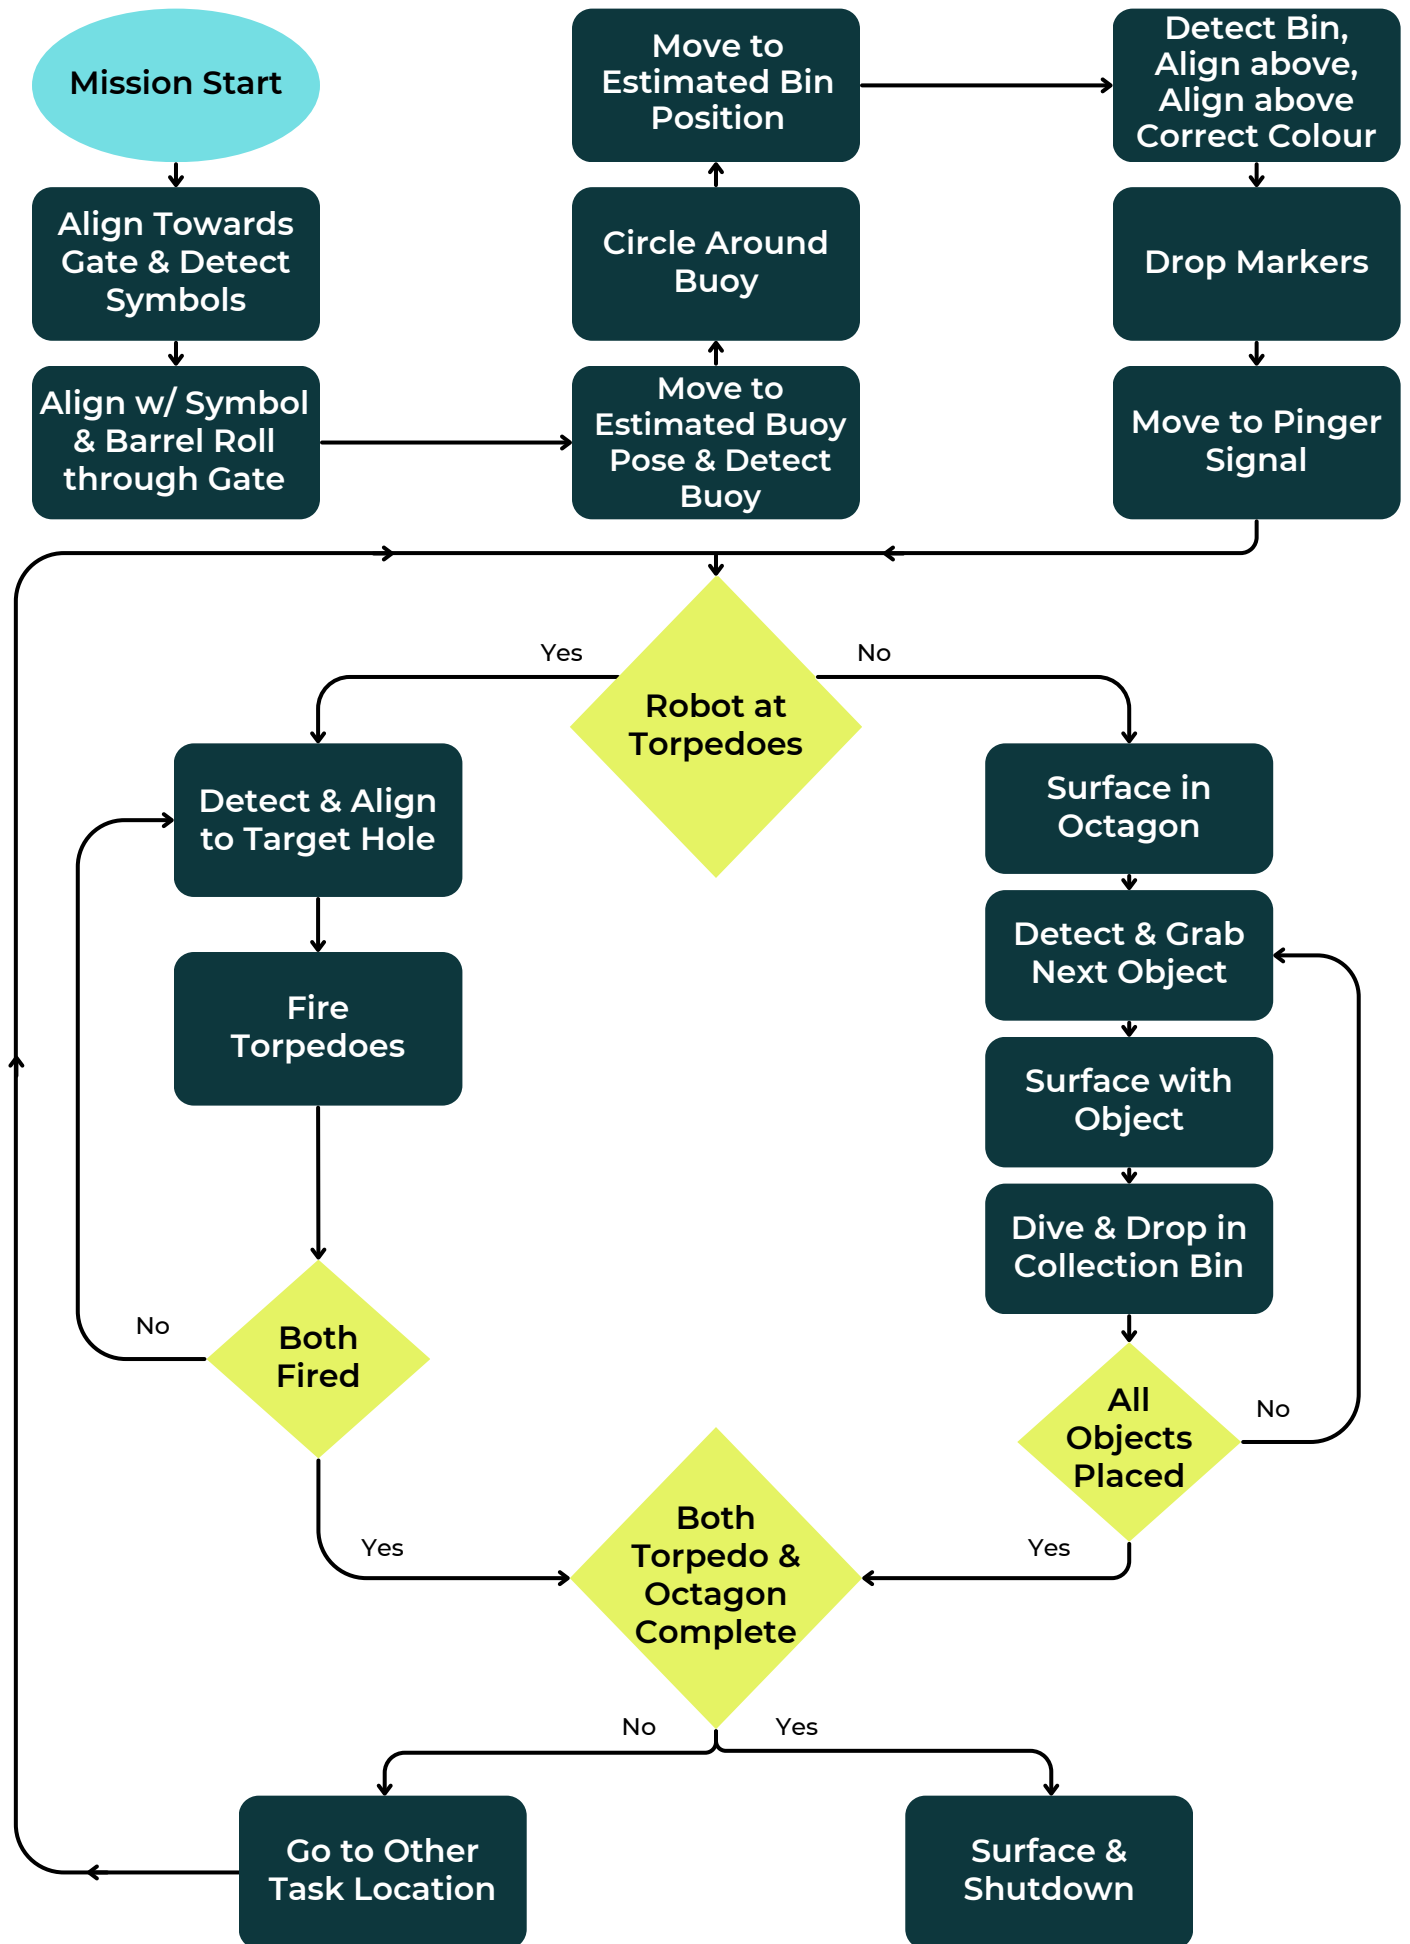 Mission Start
Align Towards
Gate & Detect
Symbols
Align w/ Symbol
& Barrel Roll
through Gate
Move to
Estimated Buoy
Pose & Detect
Buoy
Circle Around
Buoy
Move to
Estimated Bin
Position
Detect Bin,
Align above,
Align above
Correct Colour
Drop Markers
Move to Pinger
Signal
Robot at
Torpedoes
Yes
No
Detect & Align
to Target Hole
Fire
Torpedoes
Both
Fired
No
Yes
Surface in
Octagon
Detect & Grab
Next Object
Surface with
Object
Dive & Drop in
Collection Bin
All
Objects
Placed
No
Yes
Both
Torpedo &
Octagon
Complete
No
Yes
Go to Other
Task Location
Surface &
Shutdown